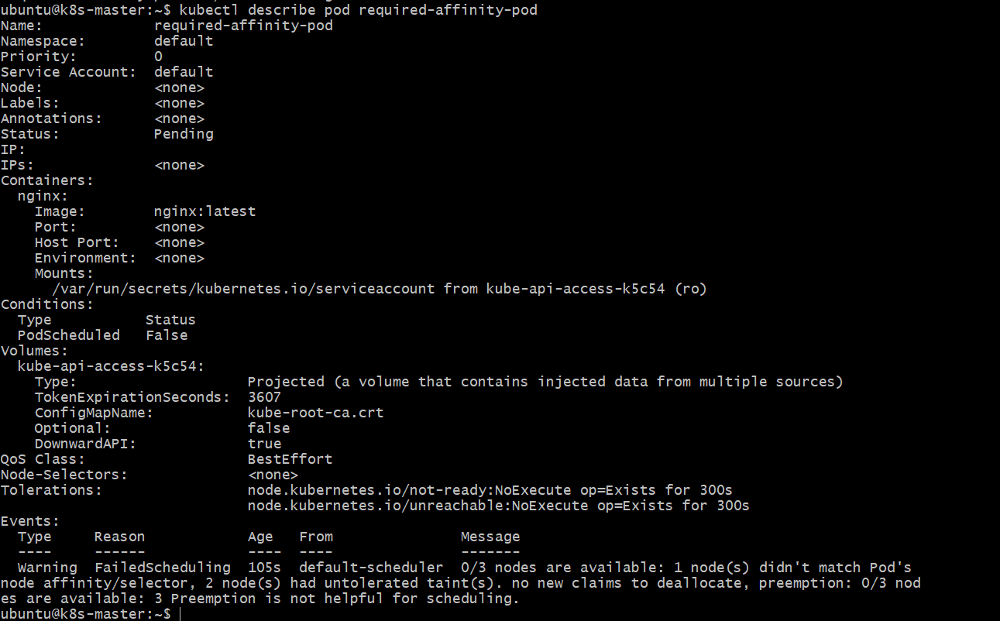 ubuntu@k8s-master:~$ kubectl describe pod required-affinity-pod
Name:             required-affinity-pod
Namespace:        default
Priority:         0
Service Account:  default
Node:             <none>
Labels:           <none>
Annotations:      <none>
Status:           Pending
IP:
IPs:              <none>
Containers:
  nginx:
    Image:        nginx:latest
    Port:         <none>
    Host Port:    <none>
    Environment:  <none>
    Mounts:
      /var/run/secrets/kubernetes.io/serviceaccount from kube-api-access-k5c54 (ro)
Conditions:
  Type           Status
  PodScheduled   False
Volumes:
  kube-api-access-k5c54:
    Type:                    Projected (a volume that contains injected data from multiple sources)
    TokenExpirationSeconds:  3607
    ConfigMapName:           kube-root-ca.crt
    Optional:                false
    DownwardAPI:             true
QoS Class:                   BestEffort
Node-Selectors:              <none>
Tolerations:                 node.kubernetes.io/not-ready:NoExecute op=Exists for 300s
                             node.kubernetes.io/unreachable:NoExecute op=Exists for 300s
Events:
  Type     Reason            Age   From               Message
  ----     ------            ----  ----               -------
  Warning  FailedScheduling  105s  default-scheduler  0/3 nodes are available: 1 node(s) didn't match Pod's
node affinity/selector, 2 node(s) had untolerated taint(s). no new claims to deallocate, preemption: 0/3 nod
es are available: 3 Preemption is not helpful for scheduling.
ubuntu@k8s-master:~$